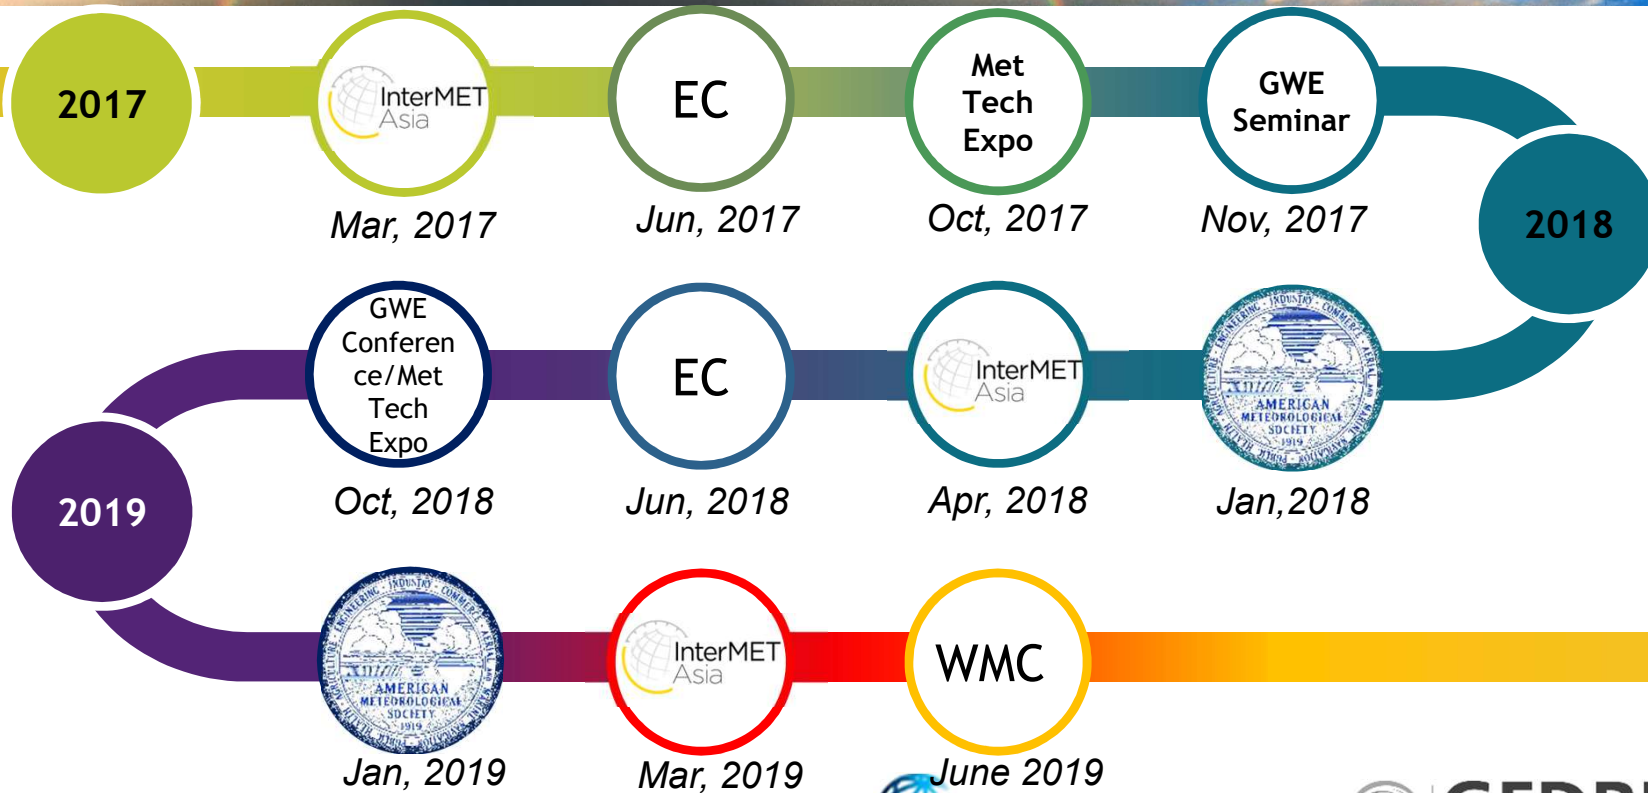 2017
InterMET
Asia
Mar, 2017
EC
Jun, 2017
Met
Tech
Expo
Oct, 2017
GWE
Seminar
Nov, 2017
2018
AMERICAN
METEOROLOGICAL
SOCIETY
1919
Jan,2018
InterMET
Asia
Apr, 2018
EC
Jun, 2018
GWE
Conferen
ce/Met
Tech
Expo
Oct, 2018
2019
AMERICAN
METEOROLOGICAL
SOCIETY
1919
Jan, 2019
InterMET
Asia
Mar, 2019
WMC
June 2019